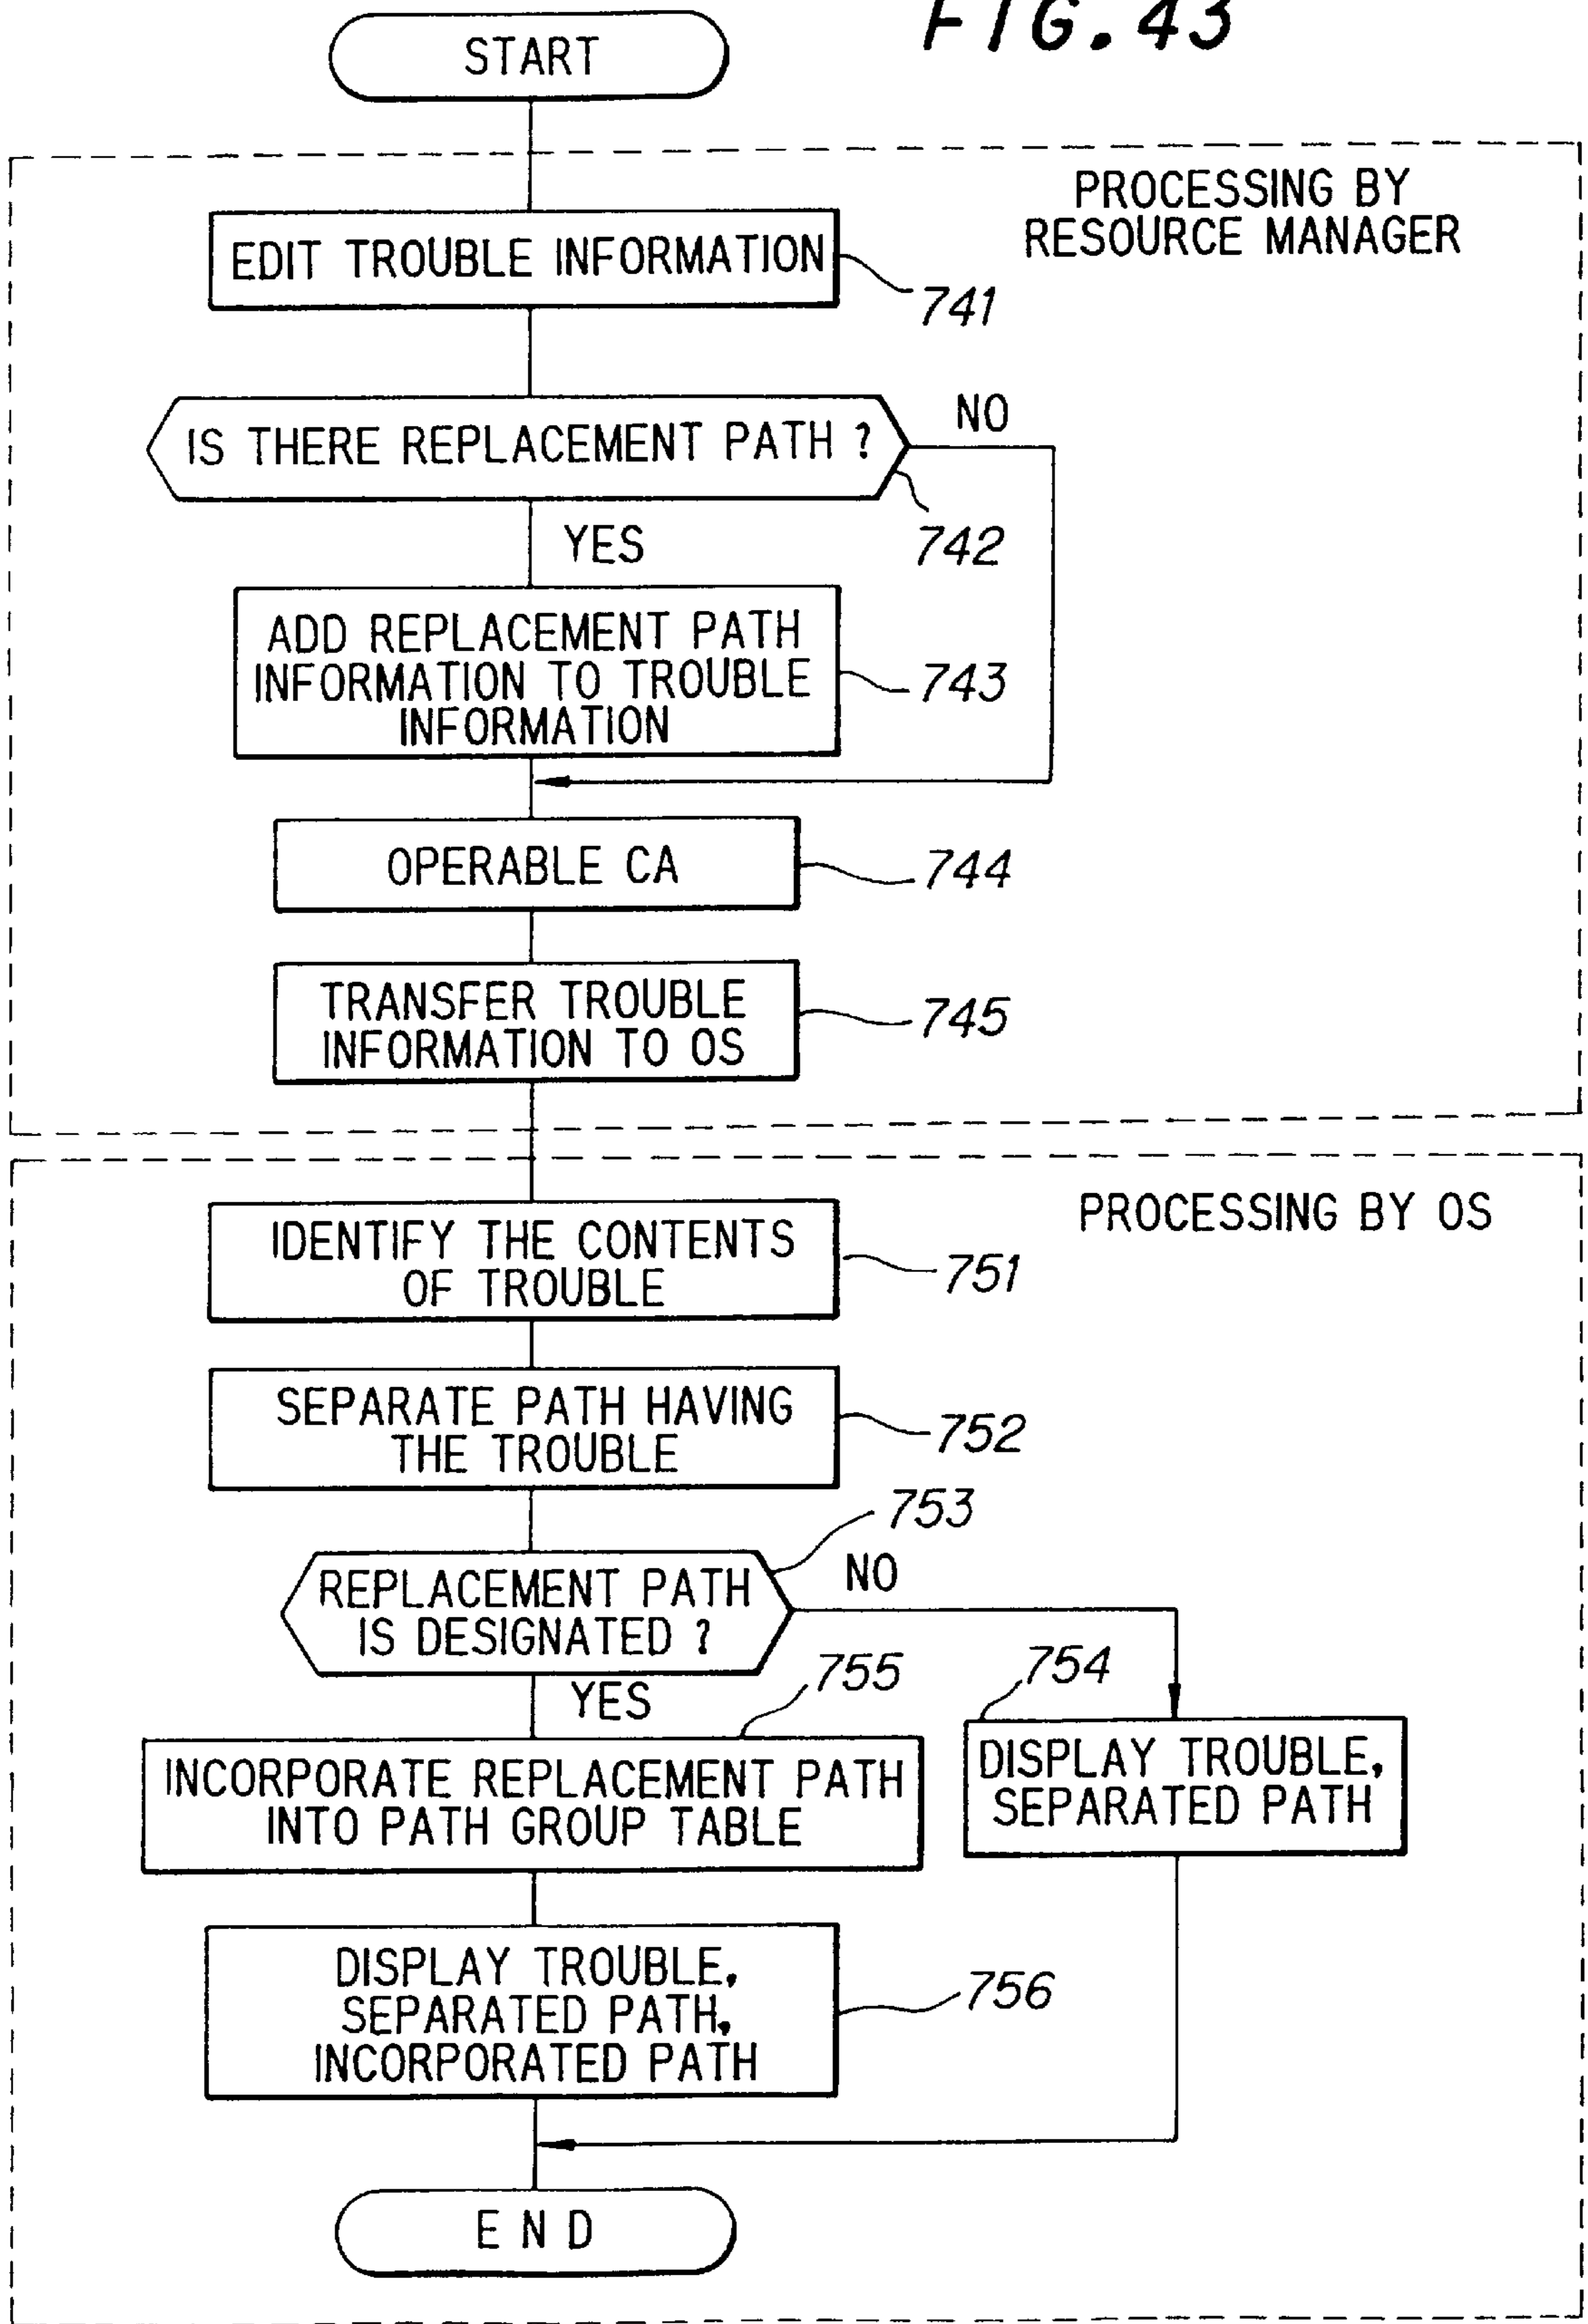 FIG. 43
START
PROCESSING BY
RESOURCE MANAGER
EDIT TROUBLE INFORMATION
741
IS THERE REPLACEMENT PATH ?
NO
742
YES
ADD REPLACEMENT PATH
INFORMATION TO TROUBLE
INFORMATION
743
OPERABLE CA
744
TRANSFER TROUBLE
INFORMATION TO OS
745
PROCESSING BY OS
IDENTIFY THE CONTENTS
OF TROUBLE
751
SEPARATE PATH HAVING
THE TROUBLE
752
753
REPLACEMENT PATH
IS DESIGNATED ?
NO
YES
755
754
INCORPORATE REPLACEMENT PATH
INTO PATH GROUP TABLE
DISPLAY TROUBLE,
SEPARATED PATH
DISPLAY TROUBLE,
SEPARATED PATH,
INCORPORATED PATH
756
END